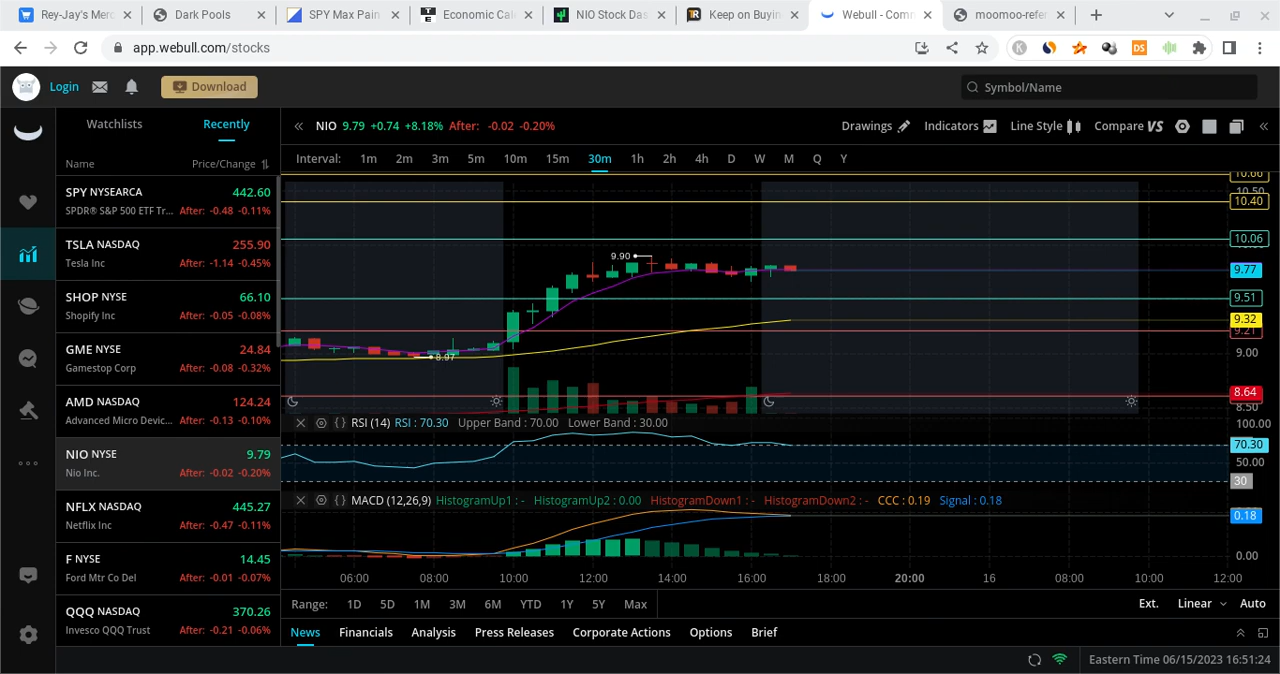 Rey-Jay's Merc
Dark Pools
SPY Max Pain
Economic Cale
NIO Stock Das
Keep on Buyin
Webull - Comm
moomoo-refer
app.webull.com/stocks
Login
Download
Symbol/Name
Watchlists Recently
Name Price/Change
SPY NYSEARCA 442.60
SPDR® S&P 500 ETF Tr... After: -0.48 -0.11%
TSLA NASDAQ 255.90
Tesla Inc After: -1.14 -0.45%
SHOP NYSE 66.10
Shopify Inc After: -0.05 -0.08%
GME NYSE 24.84
Gamestop Corp After: -0.08 -0.32%
AMD NASDAQ 124.24
Advanced Micro Devic... After: -0.13 -0.10%
NIO NYSE 9.79
Nio Inc. After: -0.02 -0.20%
NFLX NASDAQ 445.27
Netflix Inc After: -0.47 -0.11%
F NYSE 14.45
Ford Mtr Co Del After: -0.01 -0.07%
QQQ NASDAQ 370.26
Invesco QQQ Trust After: -0.21 -0.06%
NIO 9.79 +0.74 +8.18% After: -0.02 -0.20%
Drawings Indicators Line Style Compare VS
Interval: 1m 2m 3m 5m 10m 15m 30m 1h 2h 4h D W M Q Y
10.50
10.40
10.06
9.90
9.77
9.51
9.32
9.21
8.97
9.00
8.64
8.50
RSI (14) RSI : 70.30 Upper Band : 70.00 Lower Band : 30.00
100.00
70.30
50.00
30
MACD (12,26,9) HistogramUp1 : - HistogramUp2 : 0.00 HistogramDown1 : - HistogramDown2 : - CCC : 0.19 Signal : 0.18
0.18
0.00
06:00 08:00 10:00 12:00 14:00 16:00 18:00 20:00 16 08:00 10:00 12:00
Range: 1D 5D 1M 3M 6M YTD 1Y 5Y Max
Ext. Linear Auto
News Financials Analysis Press Releases Corporate Actions Options Brief
Eastern Time 06/15/2023 16:51:24